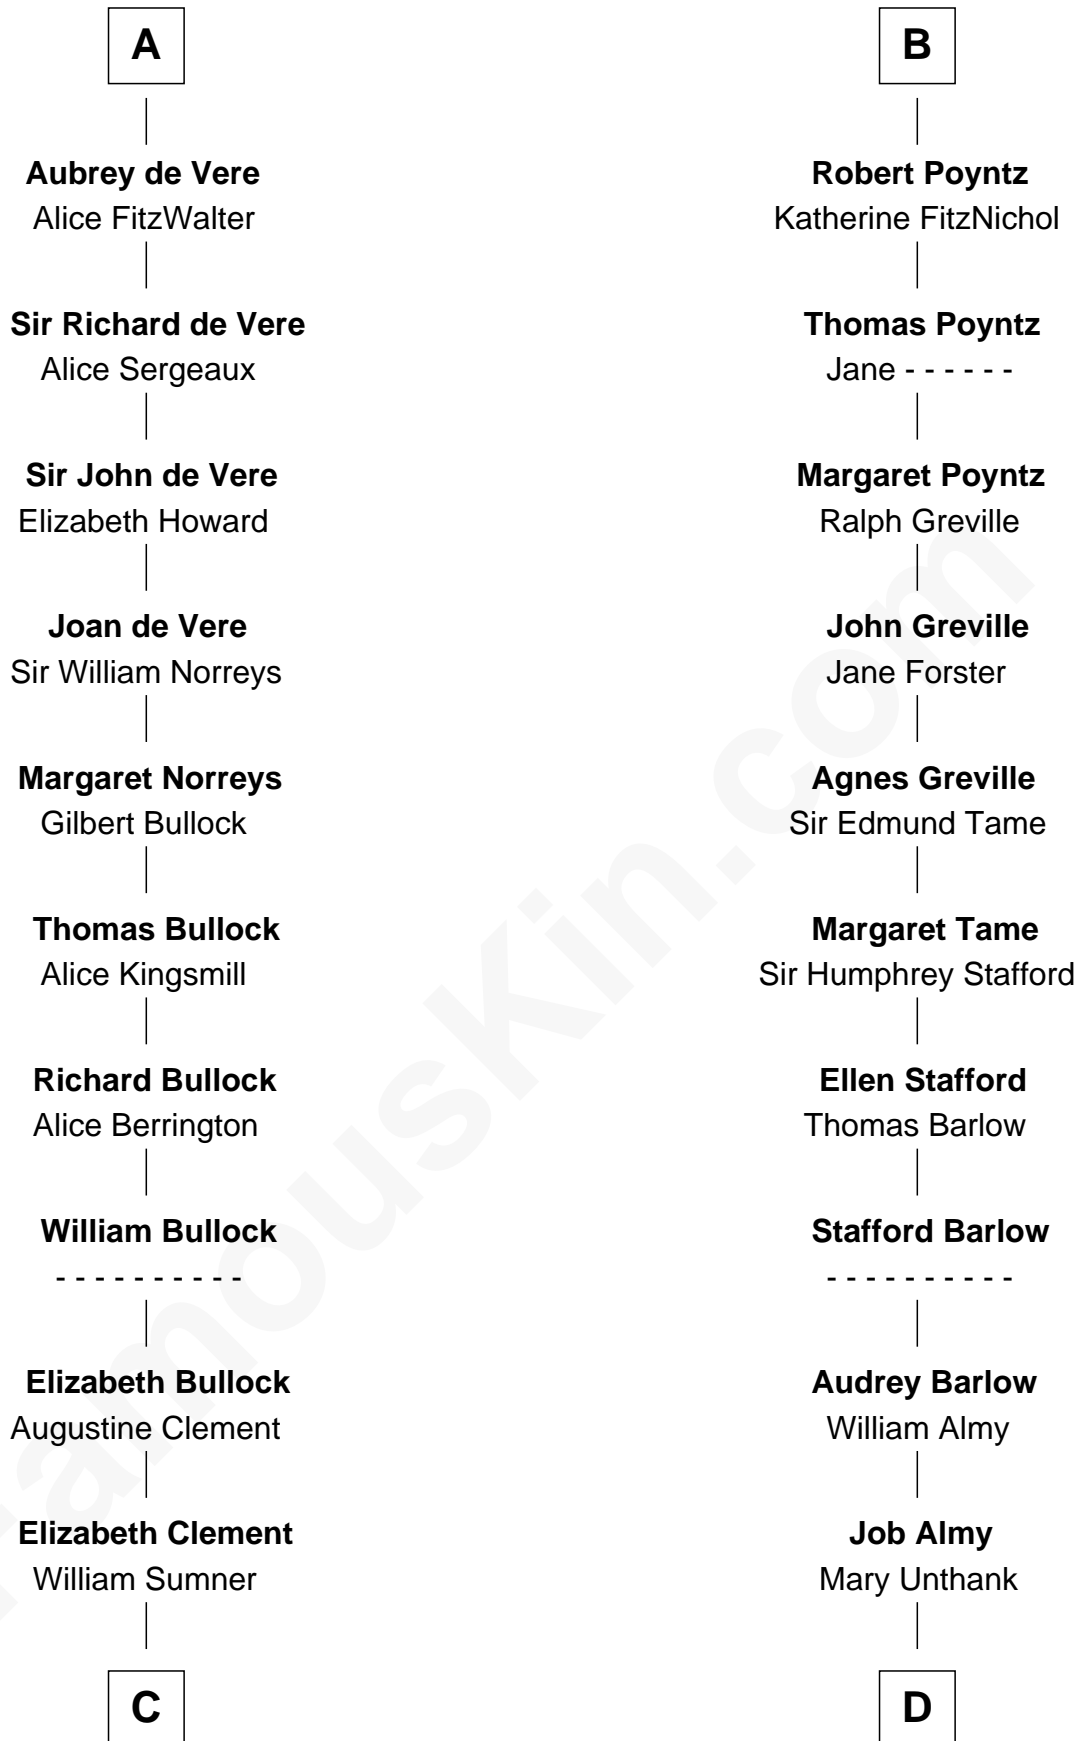 A
Aubrey de Vere
Alice FitzWalter
Sir Richard de Vere
Alice Sergeaux
Sir John de Vere
Elizabeth Howard
Joan de Vere
Sir William Norreys
Margaret Norreys
Gilbert Bullock
Thomas Bullock
Alice Kingsmill
Richard Bullock
Alice Berrington
William Bullock
- - - - - - - - - -
Elizabeth Bullock
Augustine Clement
Elizabeth Clement
William Sumner
C
B
Robert Poyntz
Katherine FitzNichol
Thomas Poyntz
Jane - - - - - -
Margaret Poyntz
Ralph Greville
John Greville
Jane Forster
Agnes Greville
Sir Edmund Tame
Margaret Tame
Sir Humphrey Stafford
Ellen Stafford
Thomas Barlow
Stafford Barlow
- - - - - - - - - -
Audrey Barlow
William Almy
Job Almy
Mary Unthank
D
FamousKin.com